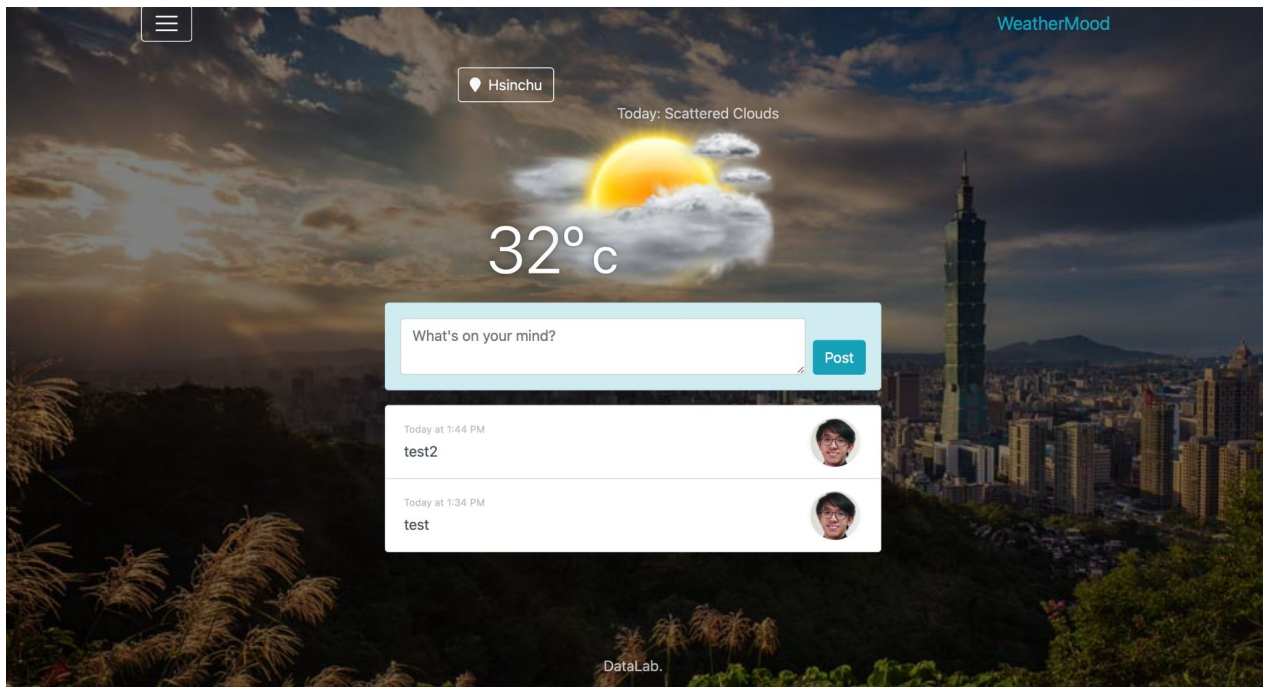 WeatherMood
Hsinchu
Today: Scattered Clouds
32°c
What's on your mind?
Post
Today at 1:44 PM
test2
Today at 1:34 PM
test
DataLab.